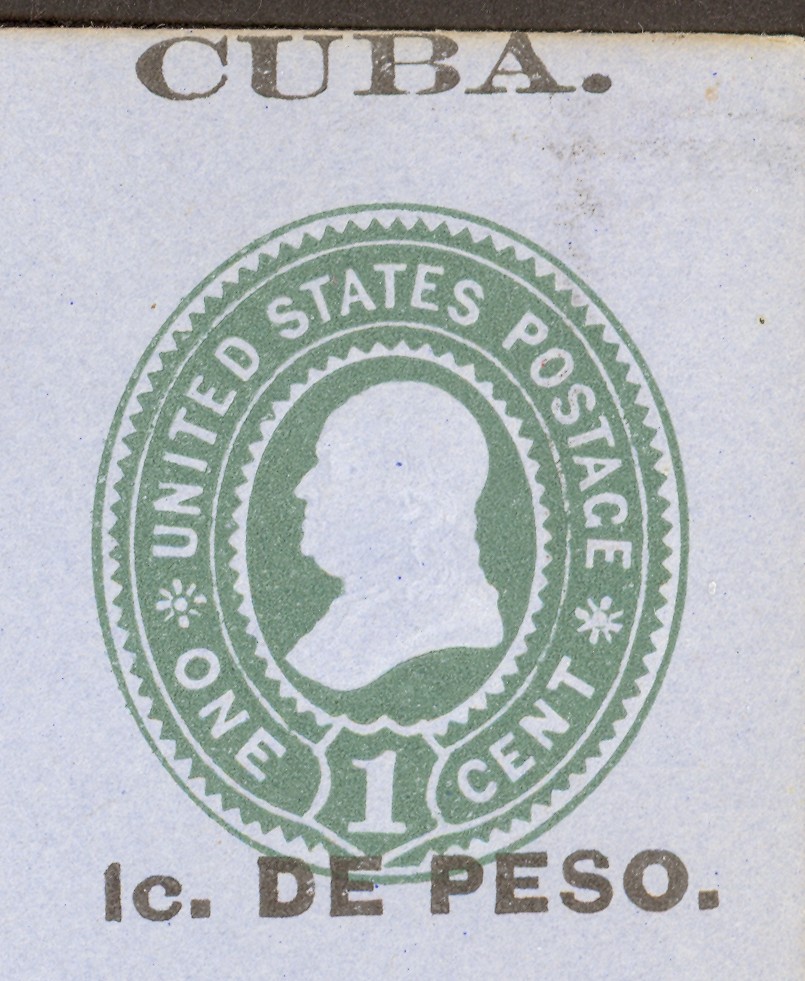 CUBA.
UNITED STATES POSTAGE
ONE CENT
1
1c. DE PESO.